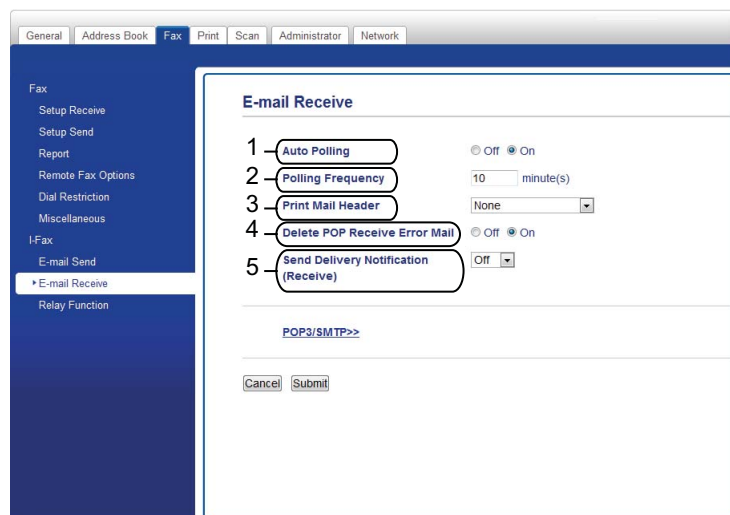 General Address Book Fax Print Scan Administrator Network
Fax
Setup Receive
Setup Send
Report
Remote Fax Options
Dial Restriction
Miscellaneous
I-Fax
E-mail Send
E-mail Receive
Relay Function
E-mail Receive
1 Auto Polling Off On
2 Polling Frequency 10 minute(s)
3 Print Mail Header None
4 Delete POP Receive Error Mail Off On
5 Send Delivery Notification Off
(Receive)
POP3/SMTP>>
Cancel Submit